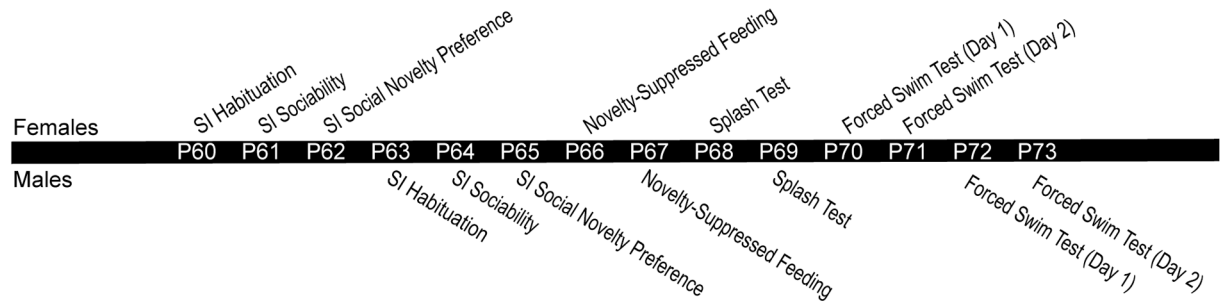 SI Habituation
SI Sociability
SI Social Novelty Preference
Novelty-Suppressed Feeding
Splash Test
Forced Swim Test (Day 1)
Forced Swim Test (Day 2)
Females
P60 P61 P62 P63 P64 P65 P66 P67 P68 P69 P70 P71 P72 P73
Males
SI Habituation
SI Sociability
SI Social Novelty Preference
Novelty-Suppressed Feeding
Splash Test
Forced Swim Test (Day 1)
Forced Swim Test (Day 2)